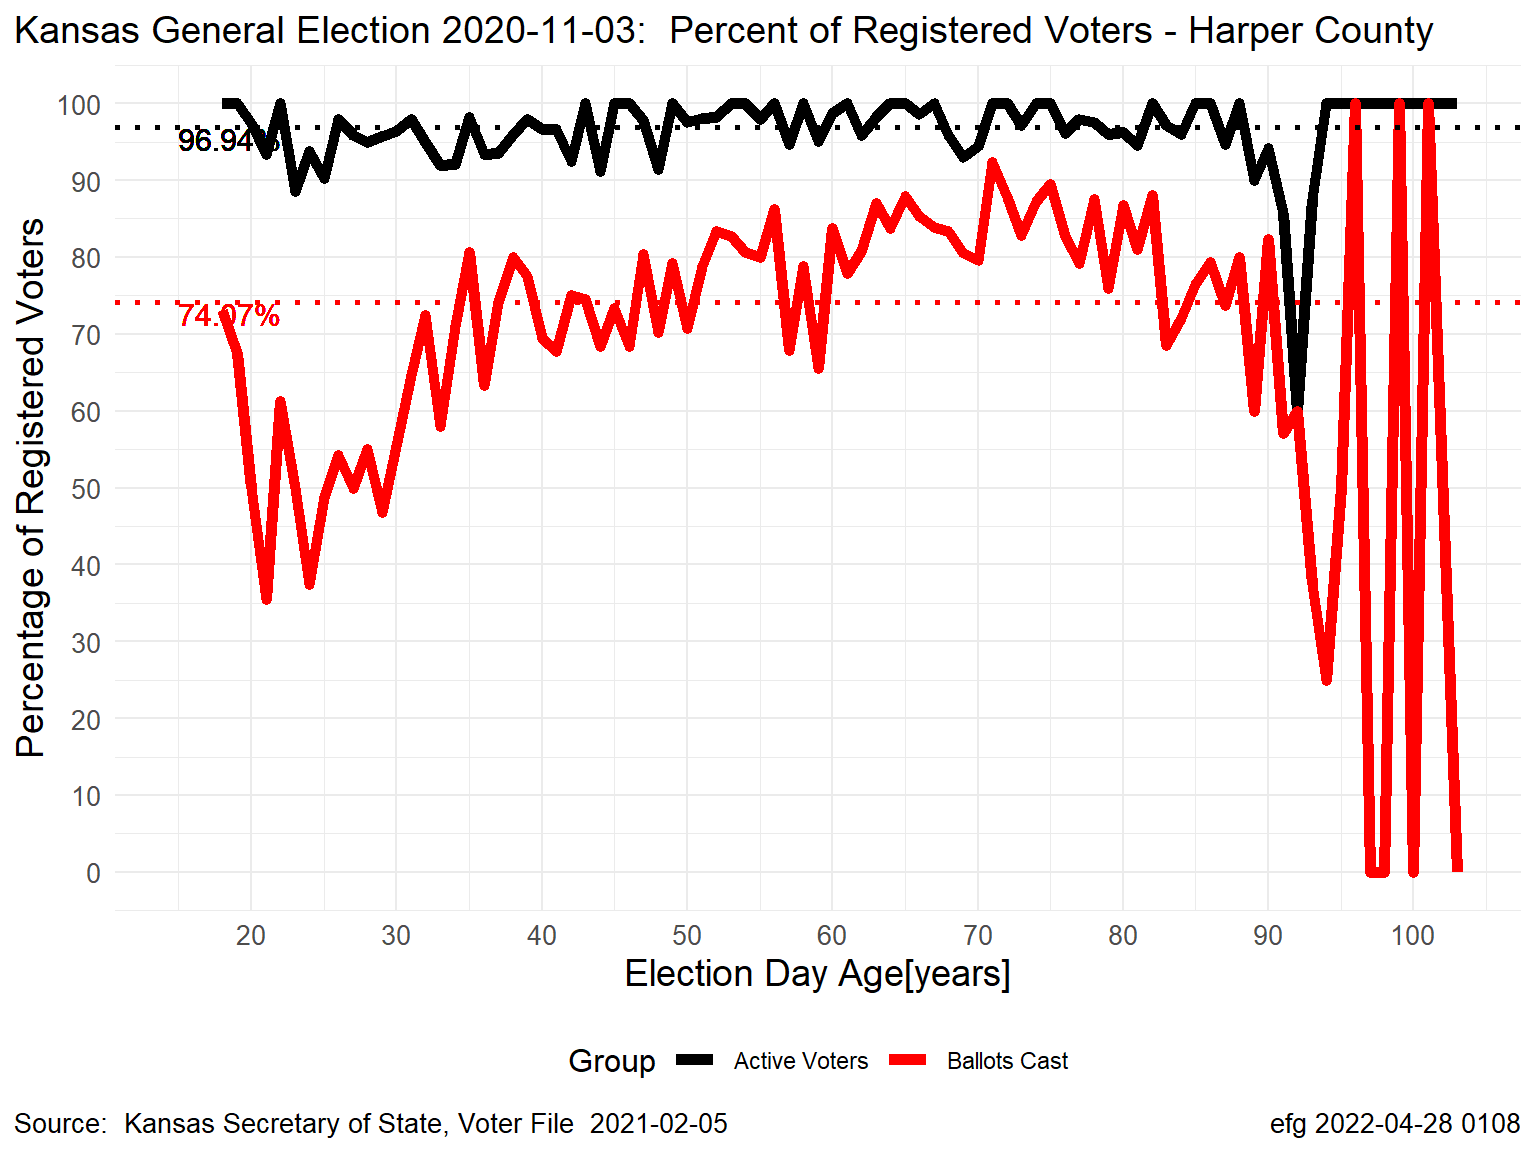 Kansas General Election 2020-11-03:  Percent of Registered Voters - Harper County
Percentage of Registered Voters
100
90
80
70
60
50
40
30
20
10
0
96.94%
74.07%
20 30 40 50 60 70 80 90 100
Election Day Age[years]
Group Active Voters Ballots Cast
Source:  Kansas Secretary of State, Voter File  2021-02-05
efg 2022-04-28 0108